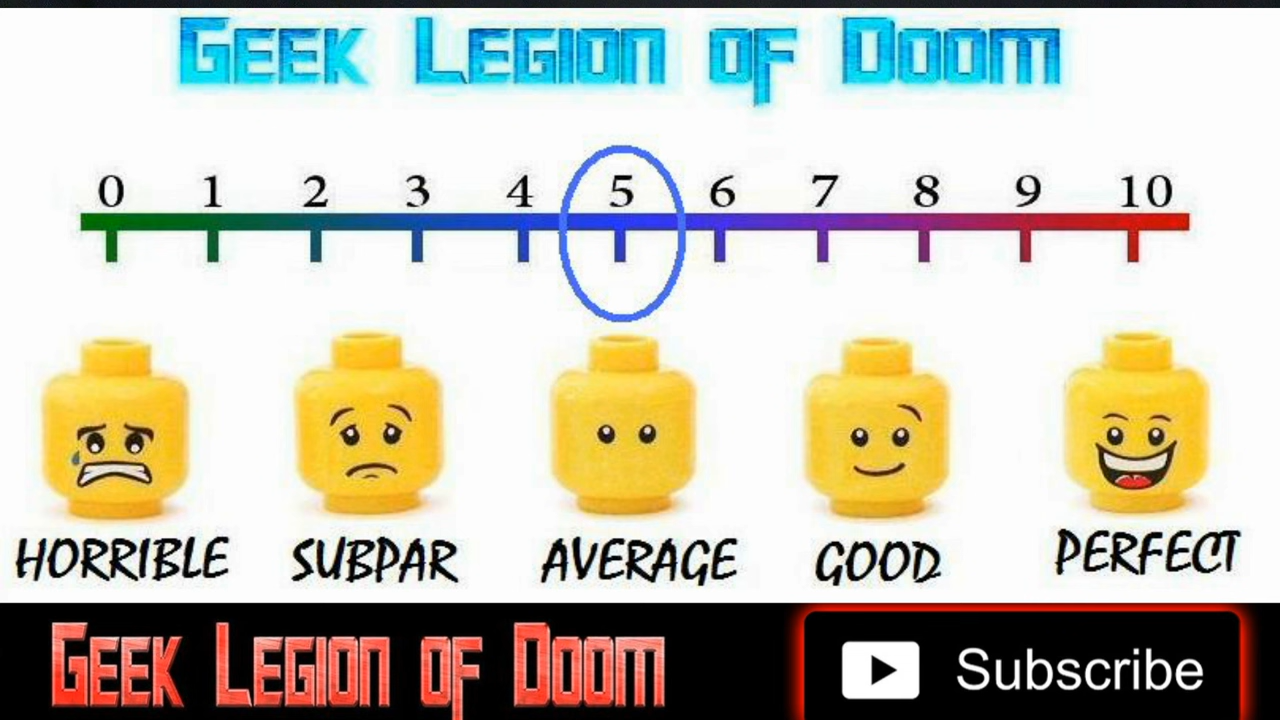 Geek Legion of Doom
0 1 2 3 4 5 6 7 8 9 10
HORRIBLE SUBPAR AVERAGE GOOD PERFECT
Geek Legion of Doom
Subscribe